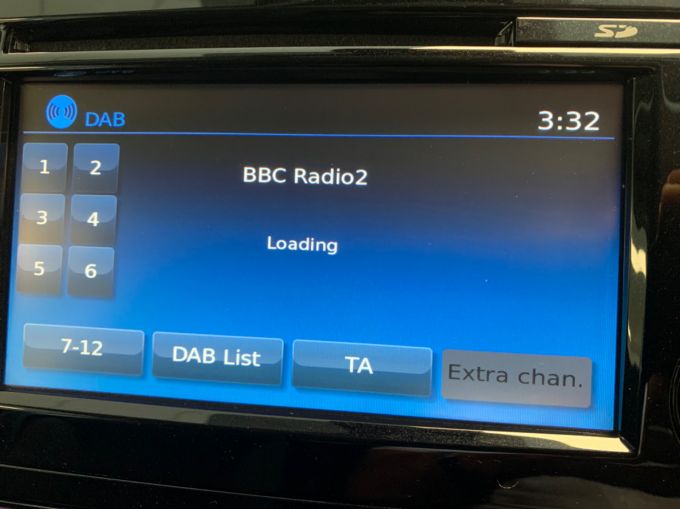 SD
DAB
3:32
1
2
BBC Radio2
3
4
Loading
5
6
7-12
DAB List
TA
Extra chan.